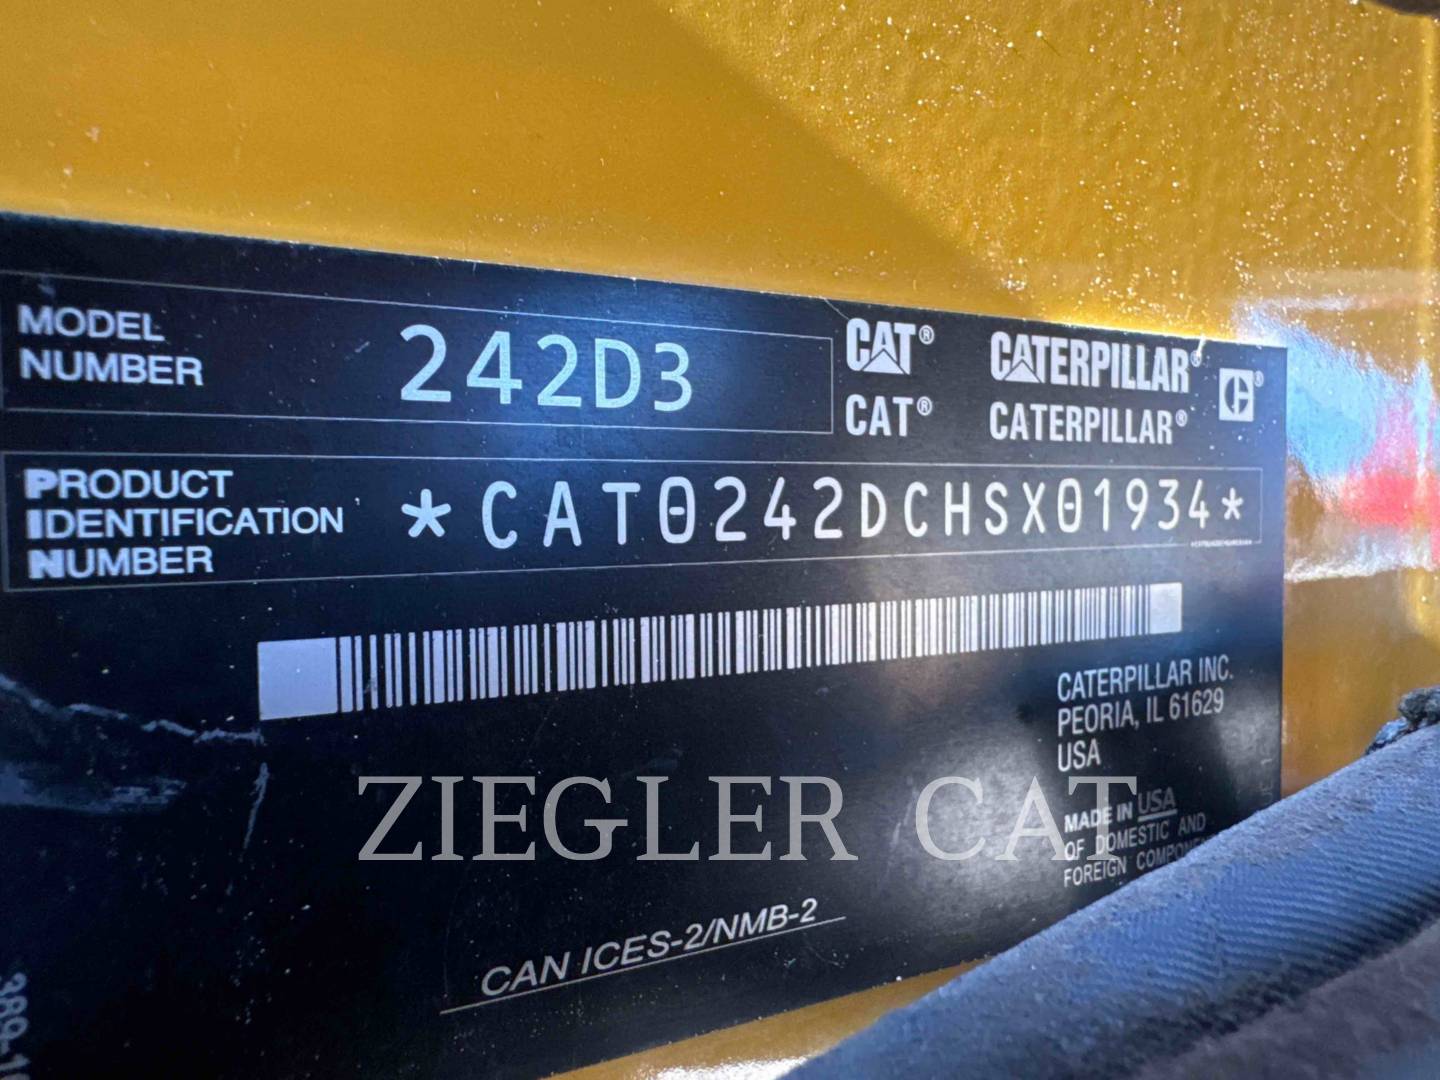 MODEL
NUMBER
242D3
CAT® CATERPILLAR®
CAT® CATERPILLAR®
PRODUCT
IDENTIFICATION
NUMBER
*CAT0242DCHSX01934*
CATERPILLAR INC.
PEORIA, IL 61629
USA
ZIEGLER CAT
MADE IN USA
OF DOMESTIC AND
FOREIGN
CAN ICES-2/NMB-2